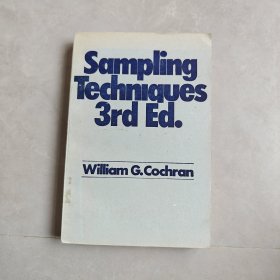 Sampling
Techniques
3rd Ed.
William G. Cochran